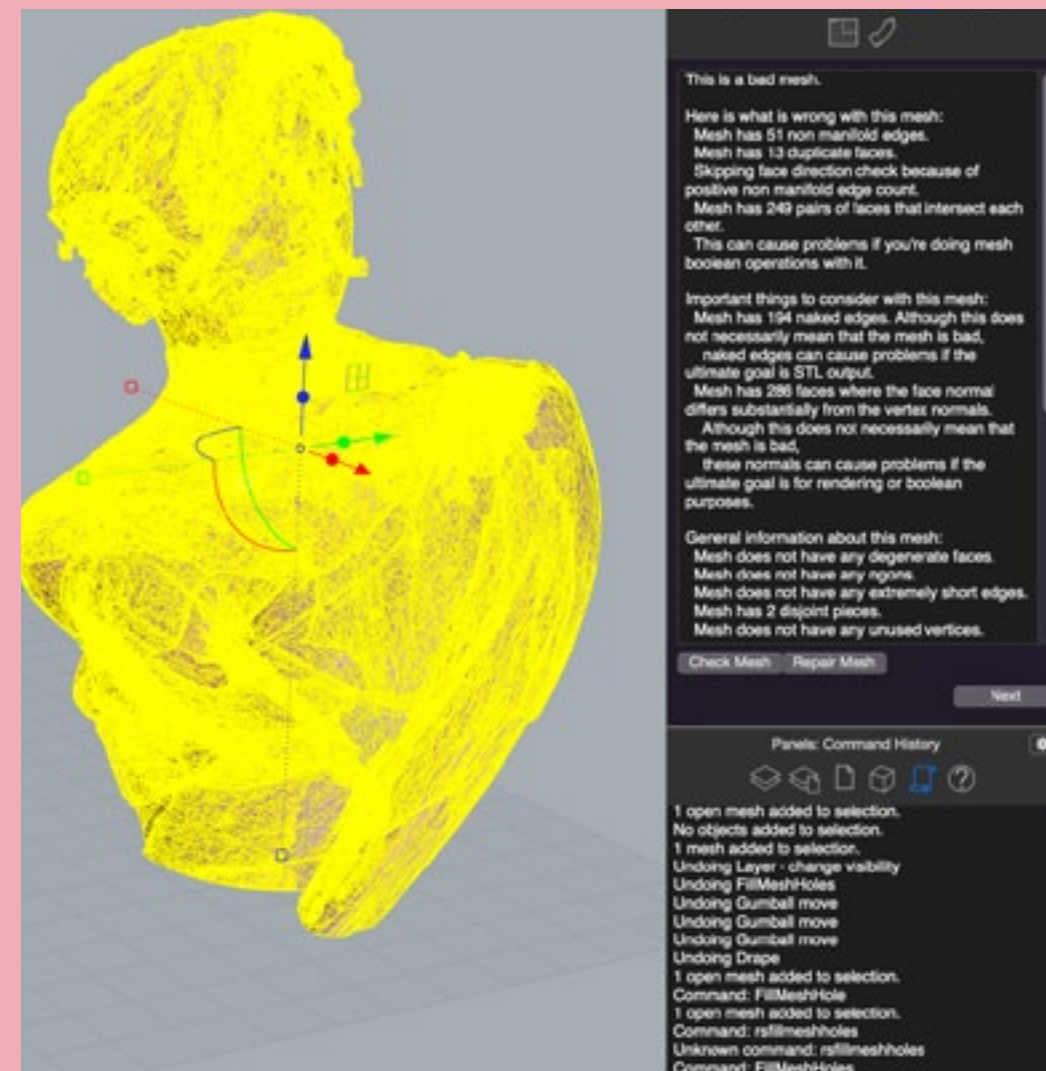 This is a bad mesh.
Here is what is wrong with this mesh:
Mesh has 51 non manifold edges.
Mesh has 13 duplicate faces.
Skipping face direction check because of
positive non manifold edge count.
Mesh has 249 pairs of faces that intersect each
other.
This can cause problems if you're doing mesh
boolean operations with it.
Important things to consider with this mesh:
Mesh has 194 naked edges. Although this does
not necessarily mean that the mesh is bad,
naked edges can cause problems if the
ultimate goal is STL output.
Mesh has 286 faces where the face normal
differs substantially from the vertex normals.
Although this does not necessarily mean that
the mesh is bad,
these normals can cause problems if the
ultimate goal is for rendering or boolean
purposes.
General information about this mesh:
Mesh does not have any degenerate faces.
Mesh does not have any ngons.
Mesh does not have any extremely short edges.
Mesh has 2 disjoint pieces.
Mesh does not have any unused vertices.
Check Mesh Repair Mesh
Next
Panels: Command History
1 open mesh added to selection.
No objects added to selection.
1 mesh added to selection.
Undoing Layer - change visibility
Undoing FillMeshHoles
Undoing Gumball move
Undoing Gumball move
Undoing Gumball move
Undoing Drape
1 open mesh added to selection.
Command: FillMeshHole
1 open mesh added to selection.
Command: rsfillmeshholes
Unknown command: rsfillmeshholes
Command: FillMeshHoles